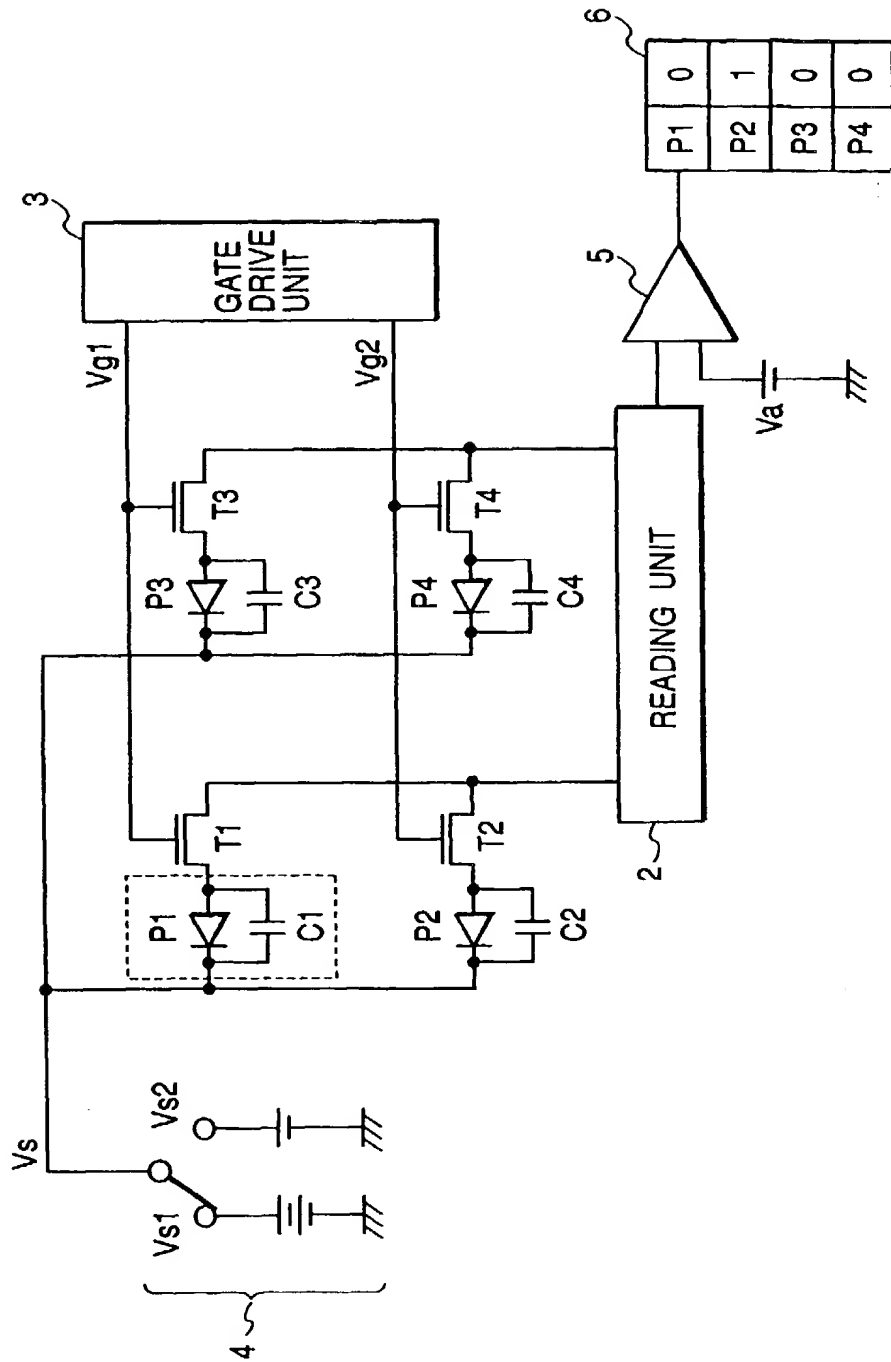 Vs
Vs1
Vs2
4
P1
C1
T1
P2
C2
T2
P3
C3
T3
P4
C4
T4
Vg1
Vg2
3
GATE
DRIVE
UNIT
2
READING UNIT
5
Va
6
P1 0
P2 1
P3 0
P4 0